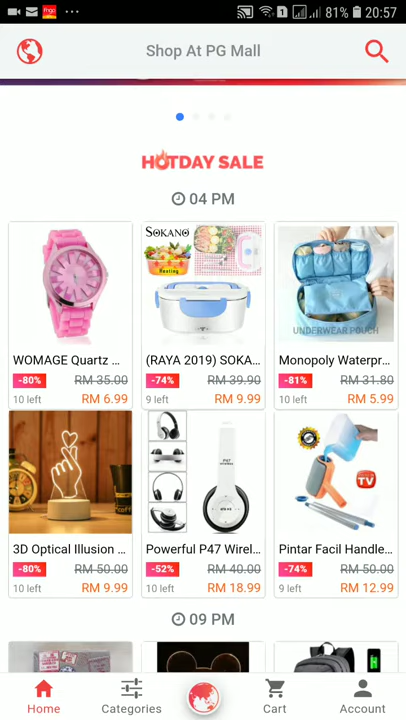 81% 20:57
Shop At PG Mall
HOTDAY SALE
04 PM
SOKANO
Heating
UNDERWEAR POUCH
WOMAGE Quartz ...
-80% RM 35.00
10 left RM 6.99
(RAYA 2019) SOKA...
-74% RM 39.90
9 left RM 9.99
Monopoly Waterpr...
-81% RM 31.80
10 left RM 5.99
P47
wireless
TV
3D Optical Illusion ...
-80% RM 50.00
10 left RM 9.99
Powerful P47 Wirel...
-52% RM 40.00
10 left RM 18.99
Pintar Facil Handle...
-74% RM 50.00
9 left RM 12.99
09 PM
Home
Categories
Cart
Account